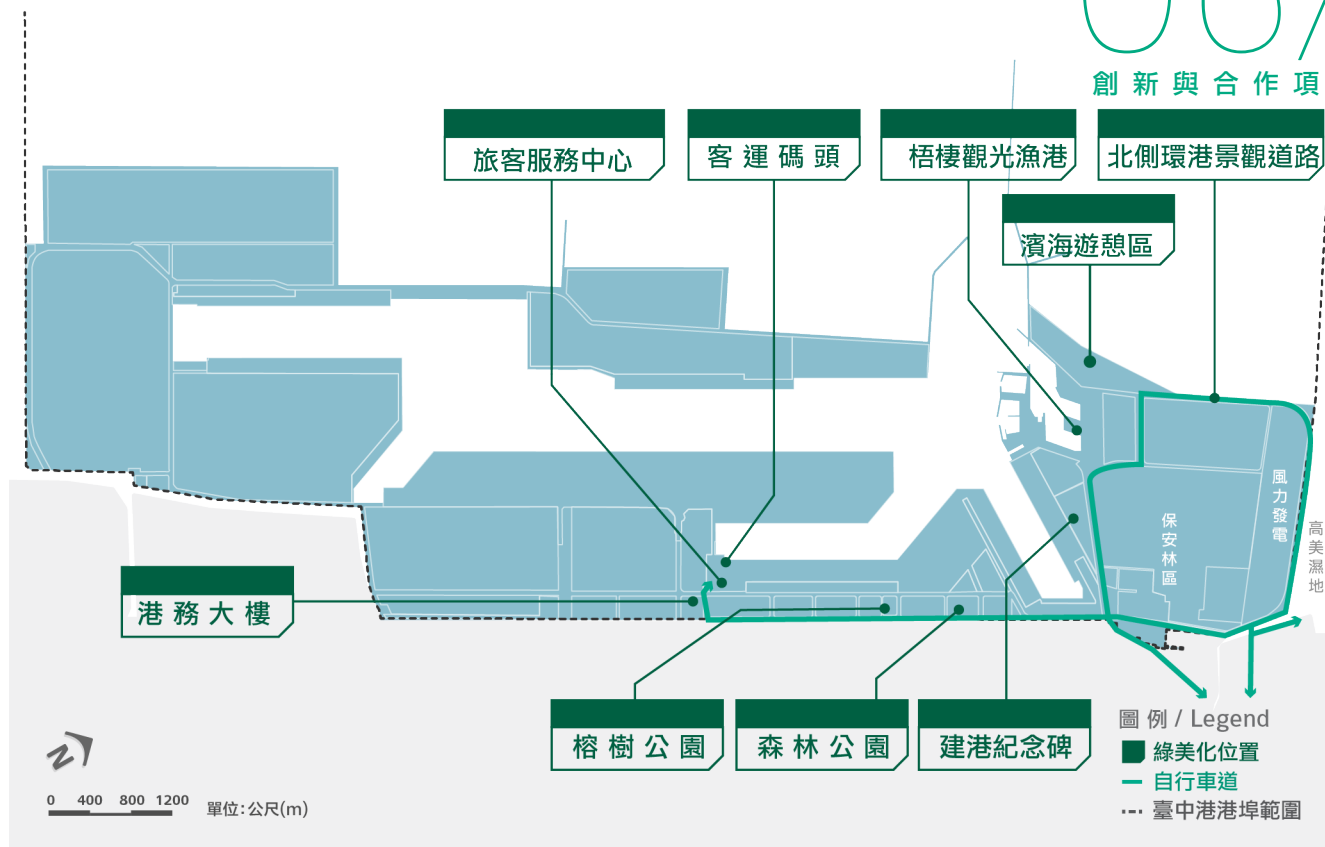 創新與合作項
旅客服務中心
客運碼頭
梧棲觀光漁港
北側環港景觀道路
濱海遊憩區
風力發電
保安林區
高美濕地
港務大樓
榕樹公園
森林公園
建港紀念碑
圖例 / Legend
綠美化位置
自行車道
臺中港港埠範圍
N
0 400 800 1200 單位:公尺(m)